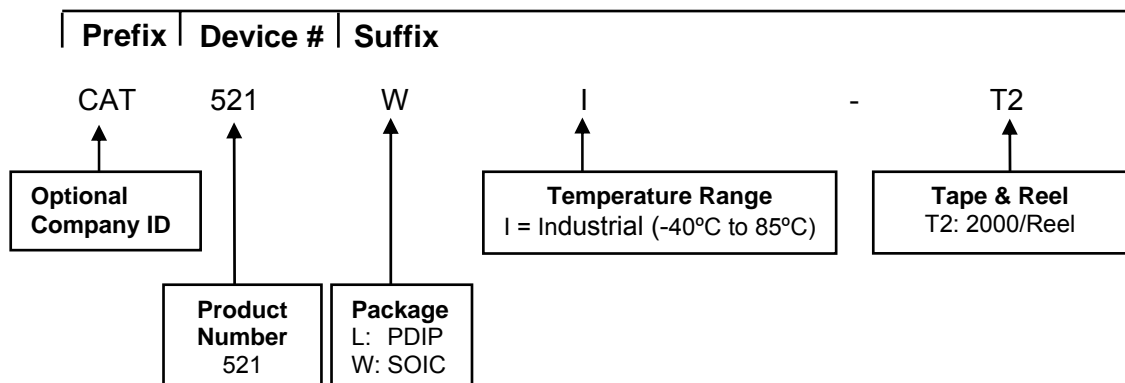 Prefix Device # Suffix
CAT 521 W I - T2
Optional
Company ID
Temperature Range
I = Industrial (-40ºC to 85ºC)
Tape & Reel
T2: 2000/Reel
Product
Number
521
Package
L: PDIP
W: SOIC